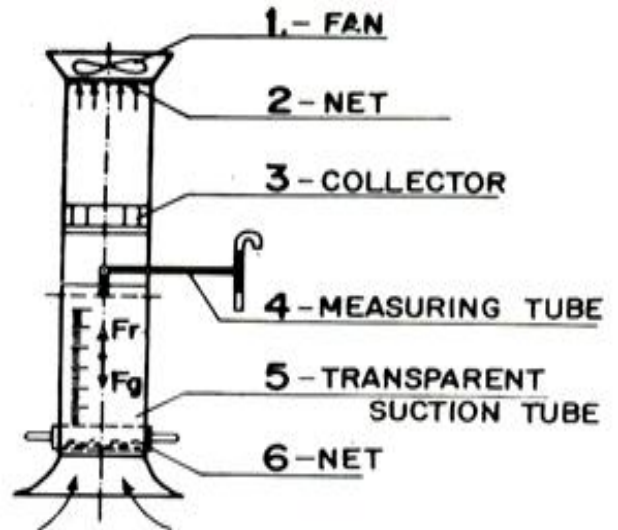 1.- FAN
2 - NET
3 - COLLECTOR
4 - MEASURING TUBE
Fr
Fg
5 - TRANSPARENT
SUCTION TUBE
6 - NET